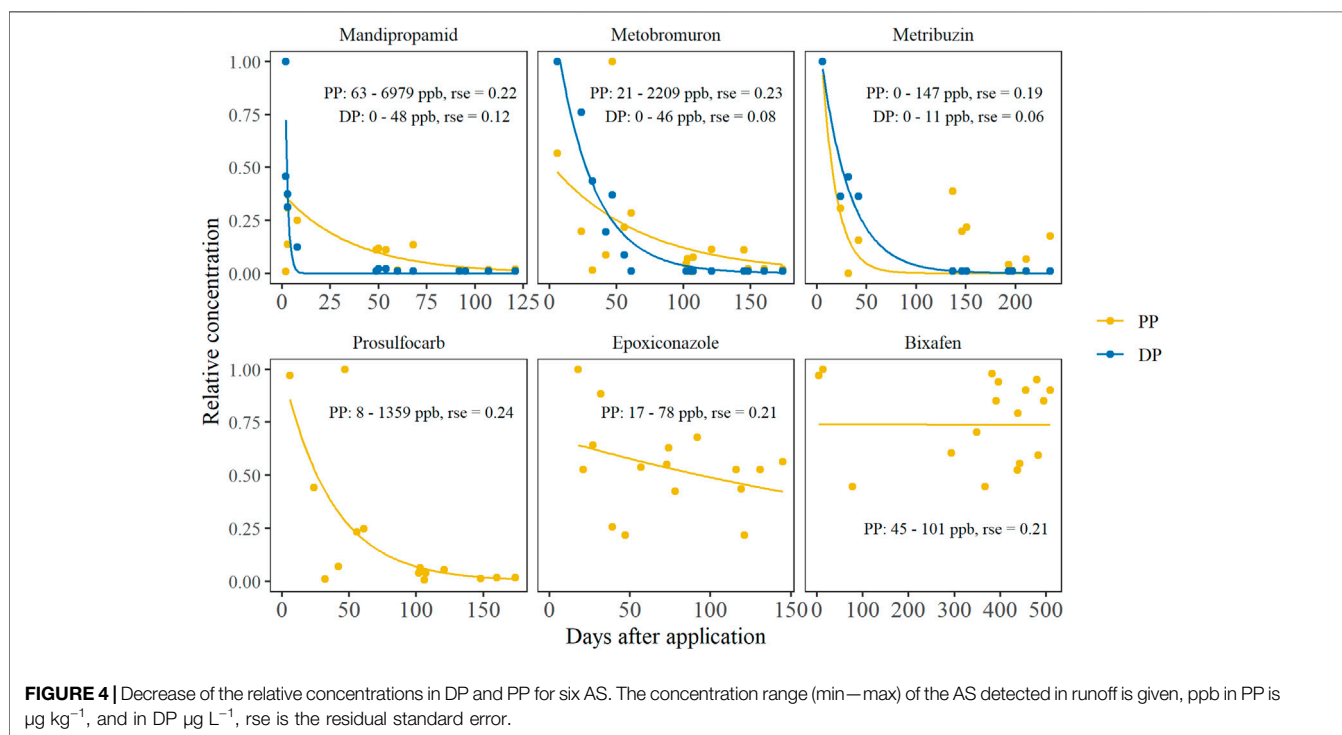 Mandipropamid
Metobromuron
Metribuzin
1.00
0.75
0.50
0.25
0.00
PP: 63 - 6979 ppb, rse = 0.22
DP: 0 - 48 ppb, rse = 0.12
PP: 21 - 2209 ppb, rse = 0.23
DP: 0 - 46 ppb, rse = 0.08
PP: 0 - 147 ppb, rse = 0.19
DP: 0 - 11 ppb, rse = 0.06
0 25 50 75 100 125
0 50 100 150
0 50 100 150 200
Relative concentration
Prosulfocarb
Epoxiconazole
Bixafen
1.00
0.75
0.50
0.25
0.00
PP: 8 - 1359 ppb, rse = 0.24
PP: 17 - 78 ppb, rse = 0.21
PP: 45 - 101 ppb, rse = 0.21
0 50 100 150
0 50 100 150
0 100 200 300 400 500
Days after application
PP
DP
FIGURE 4 | Decrease of the relative concentrations in DP and PP for six AS. The concentration range (min—max) of the AS detected in runoff is given, ppb in PP is
µg kg⁻¹, and in DP µg L⁻¹, rse is the residual standard error.